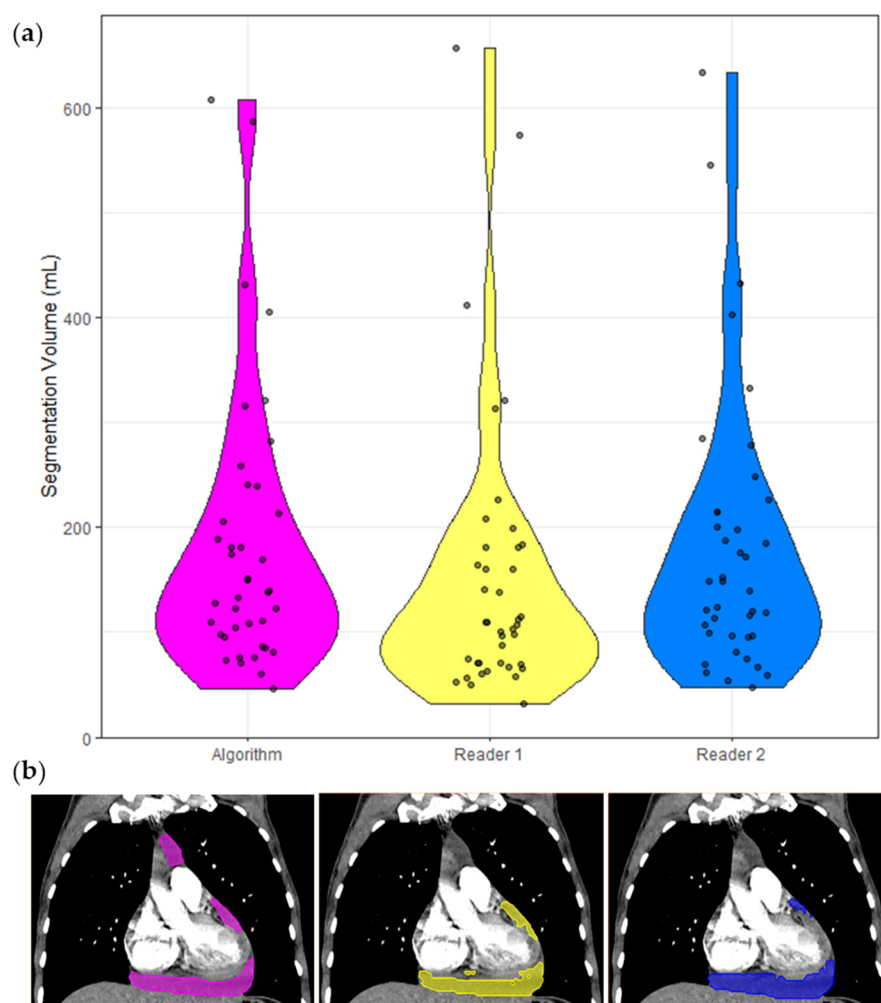 (a)
Segmentation Volume (mL)
600
400
200
0
Algorithm Reader 1 Reader 2
(b)